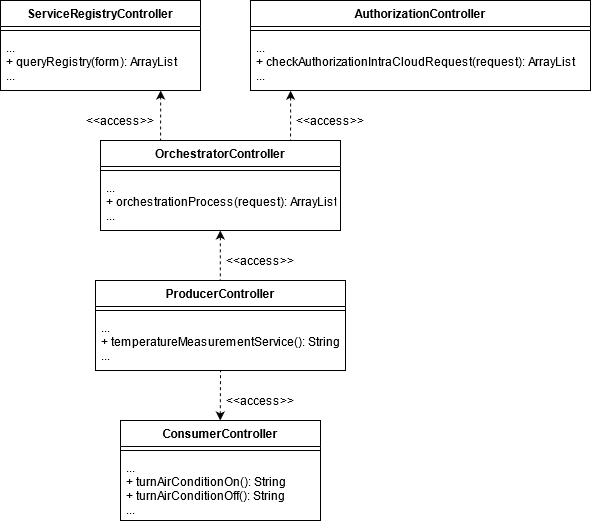 ServiceRegistryController
...
+ queryRegistry(form): ArrayList
...
AuthorizationController
...
+ checkAuthorizationIntraCloudRequest(request): ArrayList
...
<<access>>
<<access>>
OrchestratorController
...
+ orchestrationProcess(request): ArrayList
...
<<access>>
ProducerController
...
+ temperatureMeasurementService(): String
...
<<access>>
ConsumerController
...
+ turnAirConditionOn(): String
+ turnAirConditionOff(): String
...